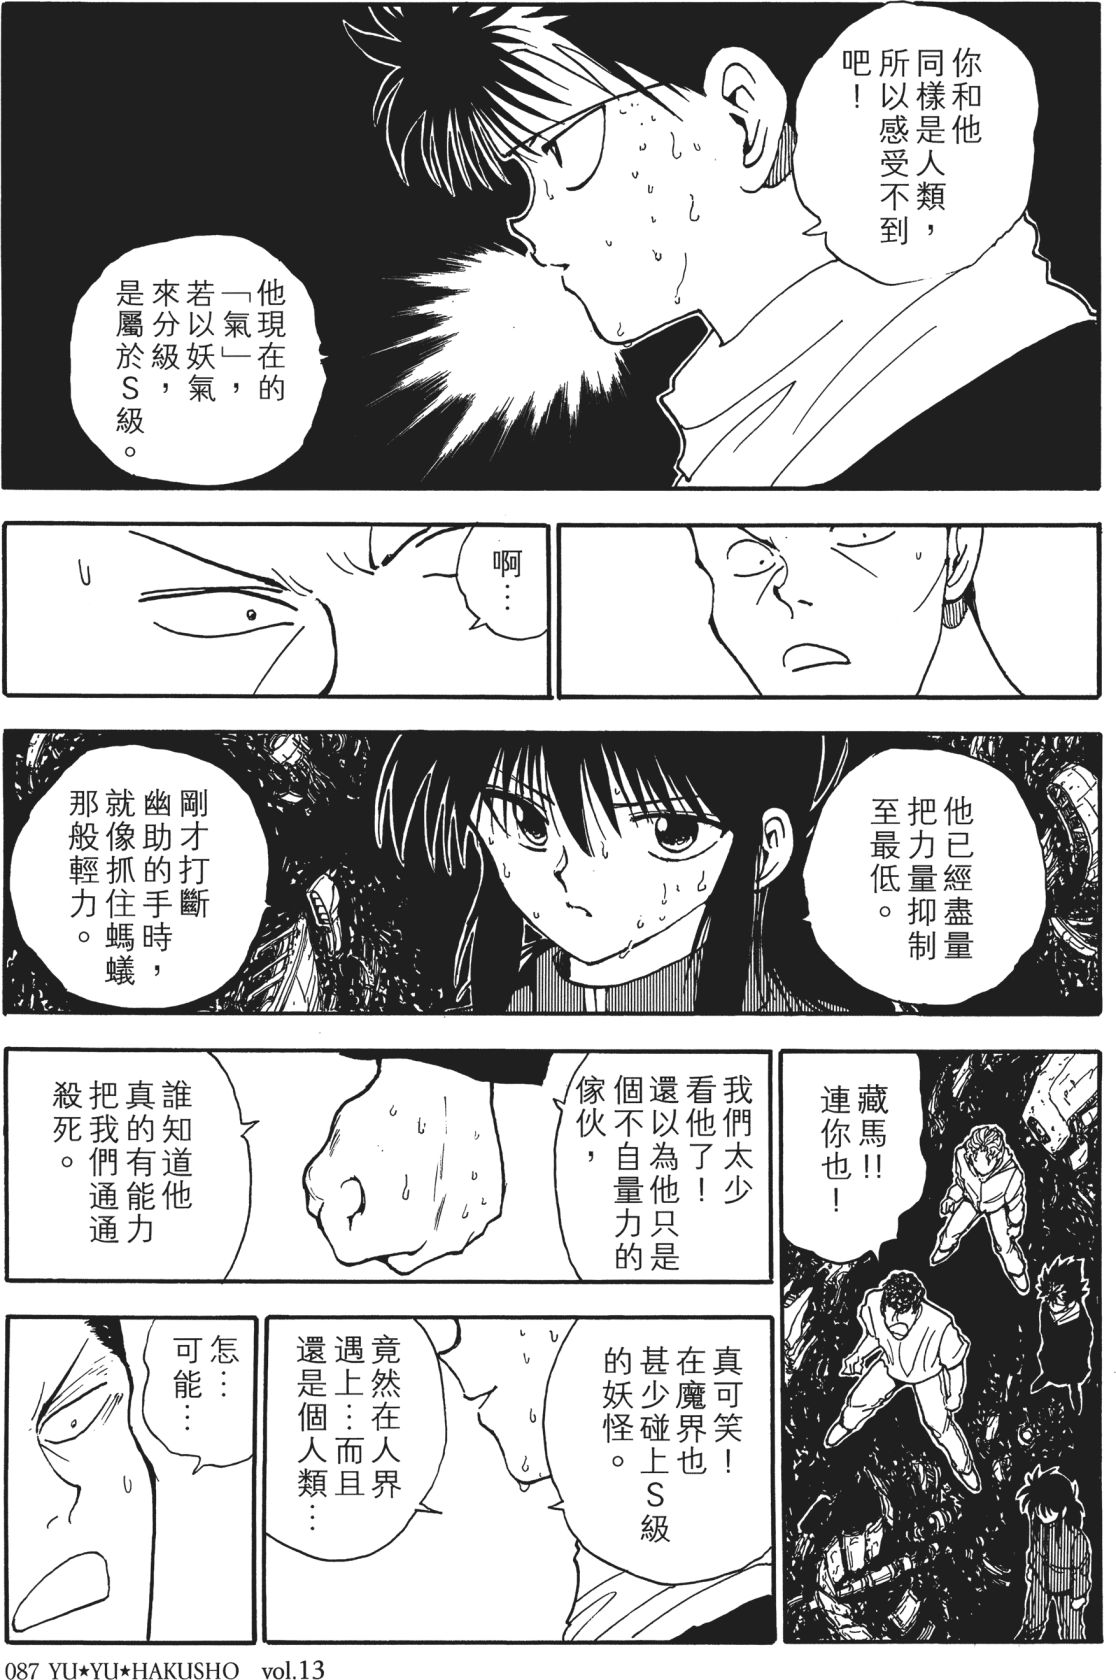 你和他
同樣是人類，
所以感受不到
吧！
他現在的
「氣」，
若以妖氣
來分級，
是屬於Ｓ級。
啊…
他已經盡量
把力量抑制
至最低。
剛才打斷
幽助的手時，
就像抓住螞蟻
那般輕力。
藏馬!!
連你也！
我們太少
看他了！
還以為他只是
個不自量力的
傢伙，
誰知道他
真的有能力
把我們通通
殺死。
真可笑！
在魔界也
甚少碰上Ｓ級
的妖怪。
竟然在人界
遇上…而且
還是個人類…
怎…
可能…
087 YU★YU★HAKUSHO vol.13